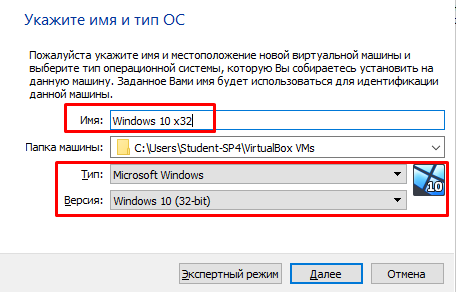 Укажите имя и тип ОС
Пожалуйста укажите имя и местоположение новой виртуальной машины и
выберите тип операционной системы, которую Вы собираетесь установить на
данную машину. Заданное Вами имя будет использоваться для идентификации
данной машины.
Имя: Windows 10 x32
Папка машины: C:\Users\Student-SP4\VirtualBox VMs
Тип: Microsoft Windows
10
Версия: Windows 10 (32-bit)
Экспертный режим Далее Отмена